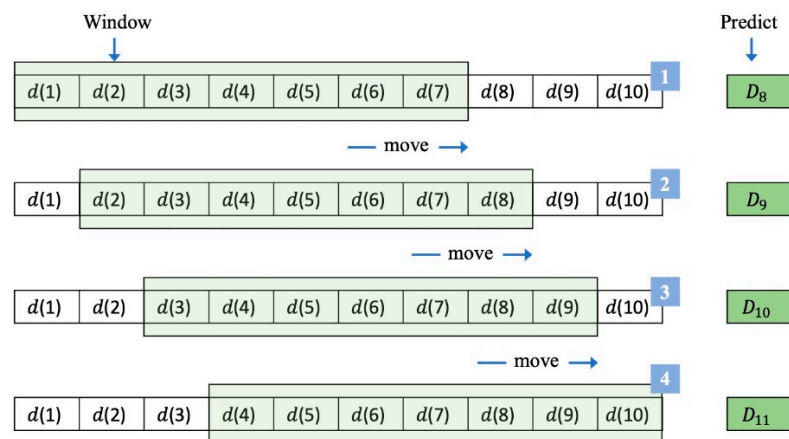 Window Predict
1
d(1) d(2) d(3) d(4) d(5) d(6) d(7) d(8) d(9) d(10) D₈
move
2
d(1) d(2) d(3) d(4) d(5) d(6) d(7) d(8) d(9) d(10) D₉
move
3
d(1) d(2) d(3) d(4) d(5) d(6) d(7) d(8) d(9) d(10) D₁₀
move
4
d(1) d(2) d(3) d(4) d(5) d(6) d(7) d(8) d(9) d(10) D₁₁